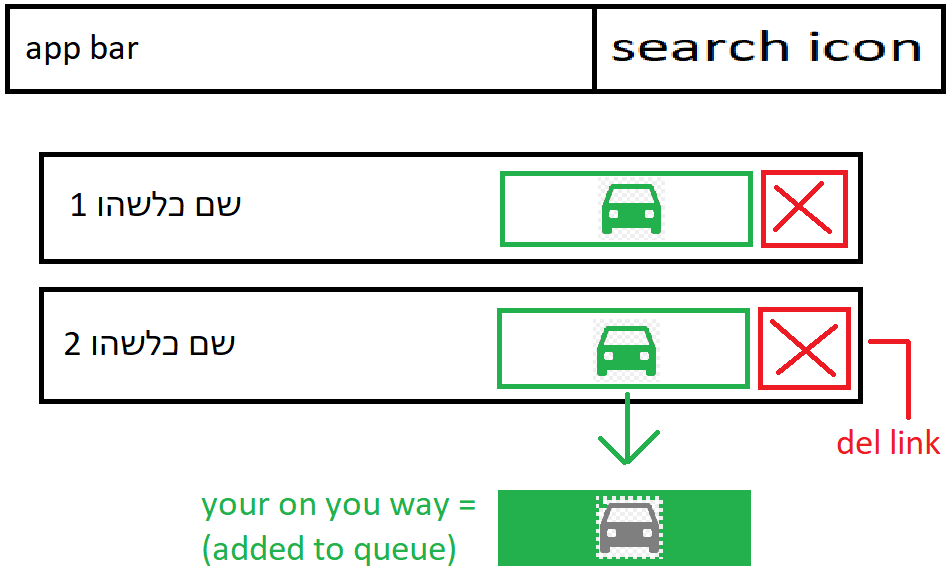 app bar
search icon
שם כלשהו 1
שם כלשהו 2
del link
your on you way =
(added to queue)